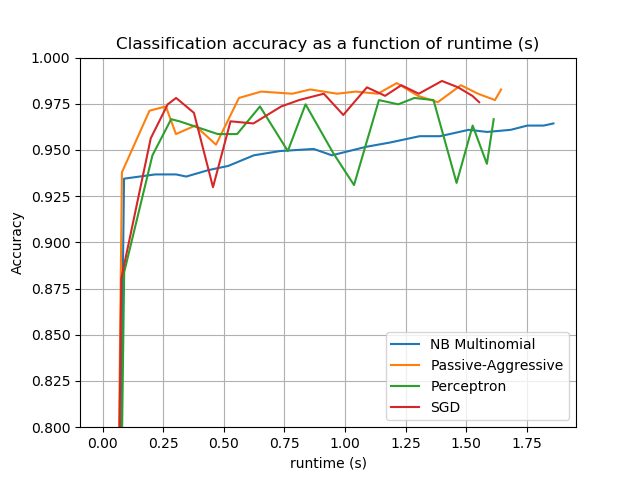 Classification accuracy as a function of runtime (s)
1.000
0.975
0.950
0.925
0.900
0.875
0.850
0.825
0.800
Accuracy
NB Multinomial
Passive-Aggressive
Perceptron
SGD
0.00 0.25 0.50 0.75 1.00 1.25 1.50 1.75
runtime (s)